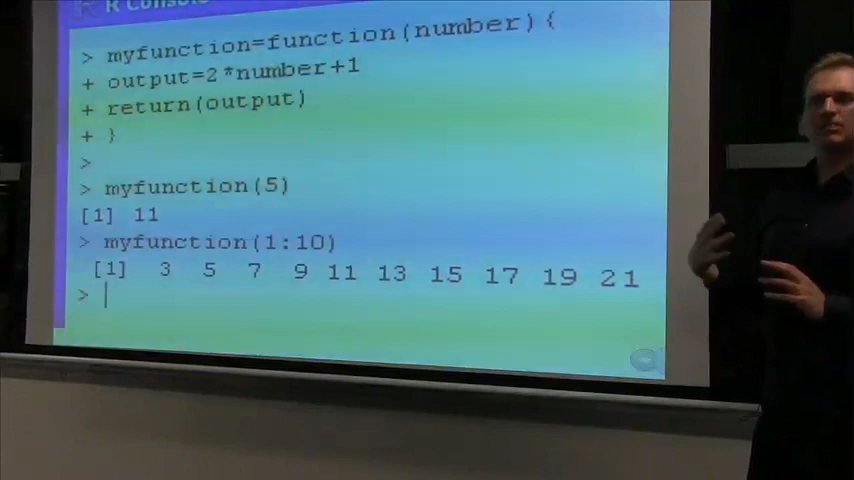 R Console
> myfunction=function(number){
+ output=2*number+1
+ return(output)
+ }
>
> myfunction(5)
[1] 11
> myfunction(1:10)
[1] 3 5 7 9 11 13 15 17 19 21
>